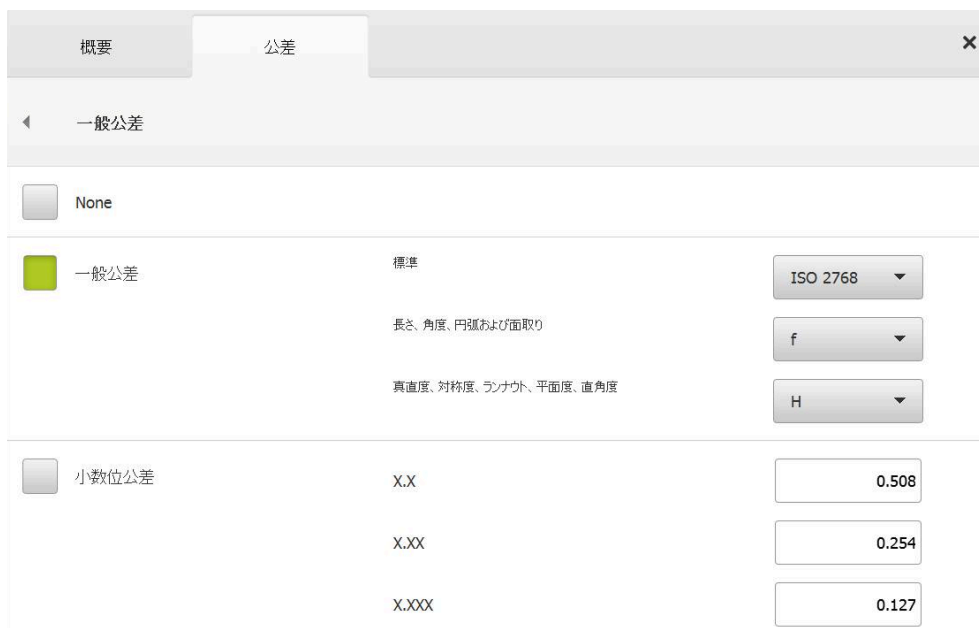 概要 公差
一般公差
None
一般公差 標準 ISO 2768
長さ、角度、円弧および面取り f
真直度、対称度、ランナウト、平面度、直角度 H
小数位公差 X.X 0.508
X.XX 0.254
X.XXX 0.127